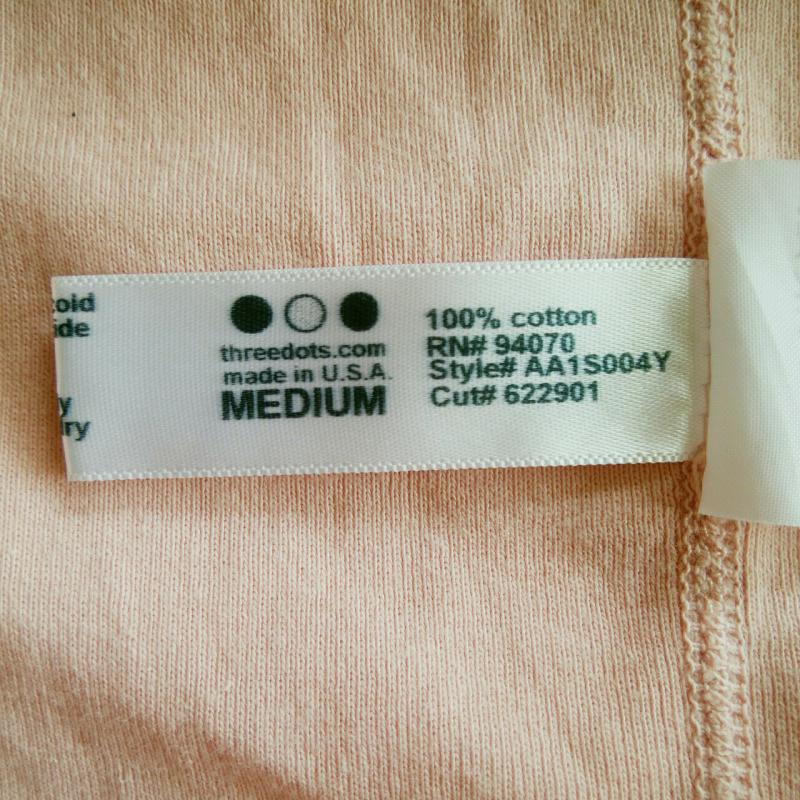 threedots.com
made in U.S.A.
MEDIUM
100% cotton
RN# 94070
Style# AA1S004Y
Cut# 622901